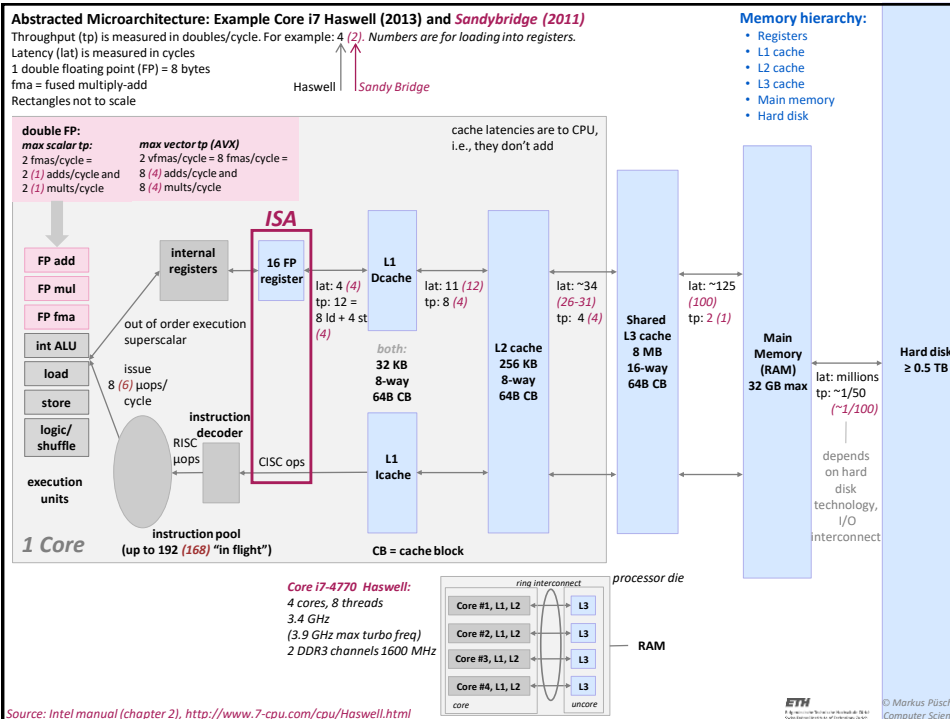 Abstracted Microarchitecture: Example Core i7 Haswell (2013) and Sandybridge (2011)
Throughput (tp) is measured in doubles/cycle. For example: 4 (2). Numbers are for loading into registers.
Latency (lat) is measured in cycles
1 double floating point (FP) = 8 bytes
fma = fused multiply-add
Rectangles not to scale
Haswell
Sandy Bridge
Memory hierarchy:
• Registers
• L1 cache
• L2 cache
• L3 cache
• Main memory
• Hard disk
double FP:
max scalar tp:
2 fmas/cycle =
2 (1) adds/cycle and
2 (1) mults/cycle
max vector tp (AVX)
2 vfmas/cycle = 8 fmas/cycle =
8 (4) adds/cycle and
8 (4) mults/cycle
cache latencies are to CPU,
i.e., they don't add
ISA
FP add
FP mul
FP fma
int ALU
load
store
logic/
shuffle
execution
units
internal
registers
16 FP
register
out of order execution
superscalar
issue
8 (6) µops/
cycle
RISC
µops
instruction
decoder
CISC ops
instruction pool
(up to 192 (168) "in flight")
1 Core
lat: 4 (4)
tp: 12 =
8 ld + 4 st
(4)
L1
Dcache
both:
32 KB
8-way
64B CB
L1
Icache
CB = cache block
lat: 11 (12)
tp: 8 (4)
L2 cache
256 KB
8-way
64B CB
lat: ~34
(26-31)
tp: 4 (4)
Shared
L3 cache
8 MB
16-way
64B CB
lat: ~125
(100)
tp: 2 (1)
Main
Memory
(RAM)
32 GB max
lat: millions
tp: ~1/50
(~1/100)
depends
on hard
disk
technology,
I/O
interconnect
Hard disk
≥ 0.5 TB
Core i7-4770 Haswell:
4 cores, 8 threads
3.4 GHz
(3.9 GHz max turbo freq)
2 DDR3 channels 1600 MHz
ring interconnect
processor die
Core #1, L1, L2
L3
Core #2, L1, L2
L3
Core #3, L1, L2
L3
Core #4, L1, L2
L3
core
uncore
RAM
Source: Intel manual (chapter 2), http://www.7-cpu.com/cpu/Haswell.html
ETH
© Markus Püsch
Computer Scien